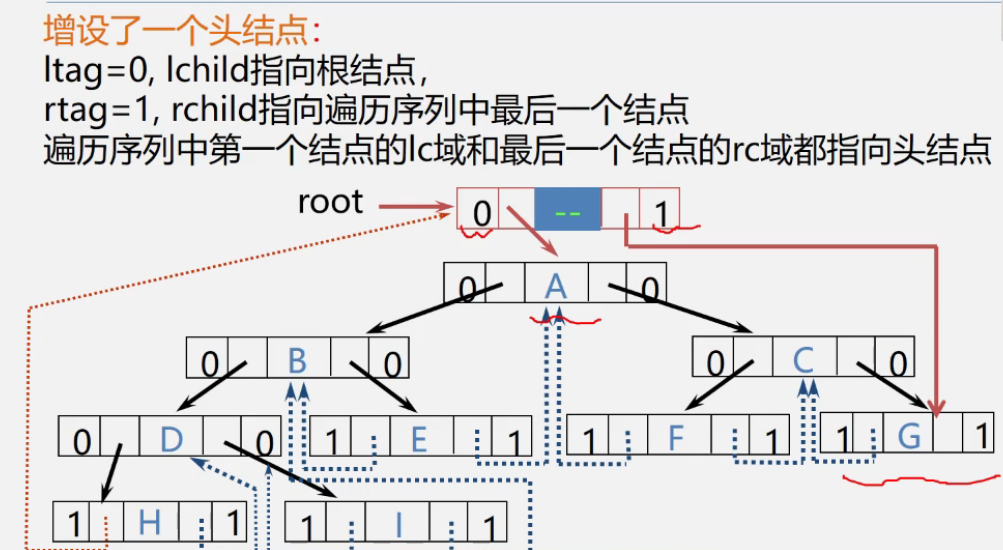 增设了一个头结点：
ltag=0, lchild指向根结点，
rtag=1, rchild指向遍历序列中最后一个结点
遍历序列中第一个结点的lc域和最后一个结点的rc域都指向头结点
root 0 -- 1
0 A 0
0 B 0 0 C 0
0 D 0 1 E 1 1 F 1 1 G 1
1 H 1 1 I 1